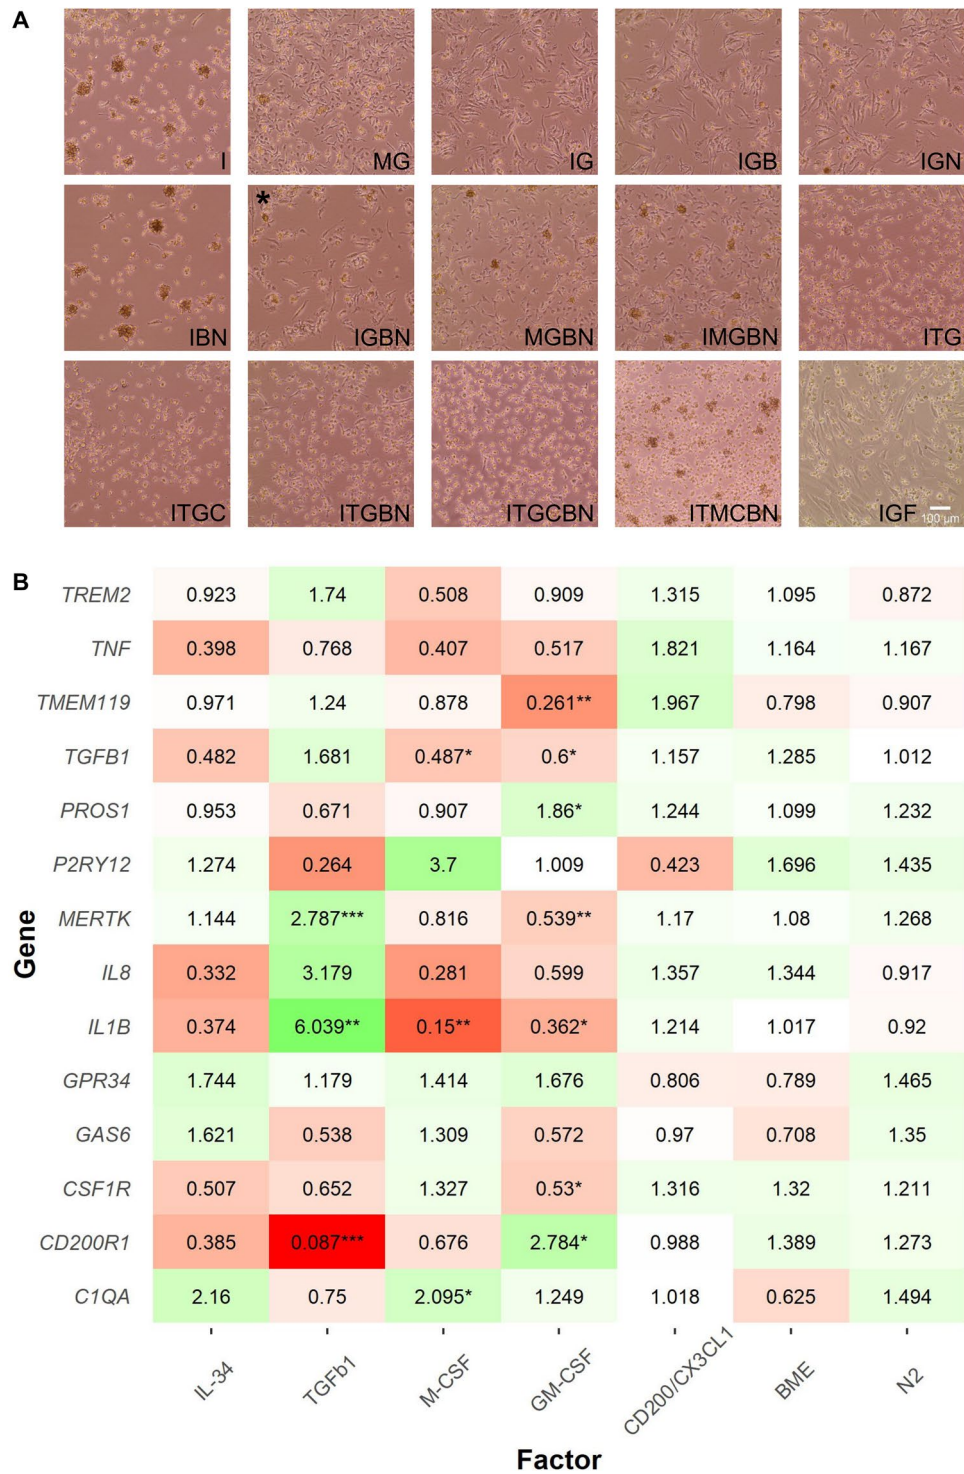 A
I MG IG IGB IGN
*
IBN IGBN MGBN IMGBN ITG
ITGC ITGBN ITGCBN ITMCBN IGF
100 µm
B
TREM2 0.923 1.74 0.508 0.909 1.315 1.095 0.872
TNF 0.398 0.768 0.407 0.517 1.821 1.164 1.167
TMEM119 0.971 1.24 0.878 0.261** 1.967 0.798 0.907
TGFB1 0.482 1.681 0.487* 0.6* 1.157 1.285 1.012
PROS1 0.953 0.671 0.907 1.86* 1.244 1.099 1.232
P2RY12 1.274 0.264 3.7 1.009 0.423 1.696 1.435
MERTK 1.144 2.787*** 0.816 0.539** 1.17 1.08 1.268
IL8 0.332 3.179 0.281 0.599 1.357 1.344 0.917
IL1B 0.374 6.039** 0.15** 0.362* 1.214 1.017 0.92
GPR34 1.744 1.179 1.414 1.676 0.806 0.789 1.465
GAS6 1.621 0.538 1.309 0.572 0.97 0.708 1.35
CSF1R 0.507 0.652 1.327 0.53* 1.316 1.32 1.211
CD200R1 0.385 0.087*** 0.676 2.784* 0.988 1.389 1.273
C1QA 2.16 0.75 2.095* 1.249 1.018 0.625 1.494
Gene
IL-34 TGFb1 M-CSF GM-CSF CD200/CX3CL1 BME N2
Factor